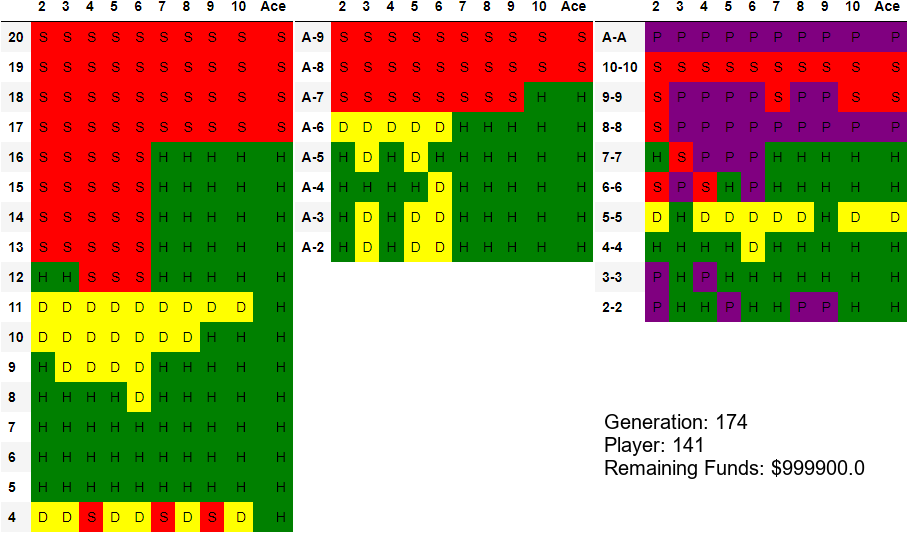 2 3 4 5 6 7 8 9 10 Ace
20 S S S S S S S S S S
19 S S S S S S S S S S
18 S S S S S S S S S S
17 S S S S S S S S S S
16 S S S S S H H H H H
15 S S S S S H H H H H
14 S S S S S H H H H H
13 S S S S S H H H H H
12 H H S S S H H H H H
11 D D D D D D D D D H
10 D D D D D D D H H H
9 H D D D D H H H H H
8 H H H H D H H H H H
7 H H H H H H H H H H
6 H H H H H H H H H H
5 H H H H H H H H H H
4 D D S D D S D S D H
2 3 4 5 6 7 8 9 10 Ace
A-9 S S S S S S S S S S
A-8 S S S S S S S S S S
A-7 S S S S S S S S H H
A-6 D D D D D H H H H H
A-5 H D H D H H H H H H
A-4 H H H H D H H H H H
A-3 H D H D D H H H H H
A-2 H D H D D H H H H H
2 3 4 5 6 7 8 9 10 Ace
A-A P P P P P P P P P P
10-10 S S S S S S S S S S
9-9 S P P P P S P P S S
8-8 S P P P P P P P P P
7-7 H S P P P H H H H H
6-6 S P S H P H H H H H
5-5 D H D D D D D H D D
4-4 H H H H D H H H H H
3-3 P H P H H H H H H H
2-2 P H H P H H P P H H
Generation: 174
Player: 141
Remaining Funds: $999900.0